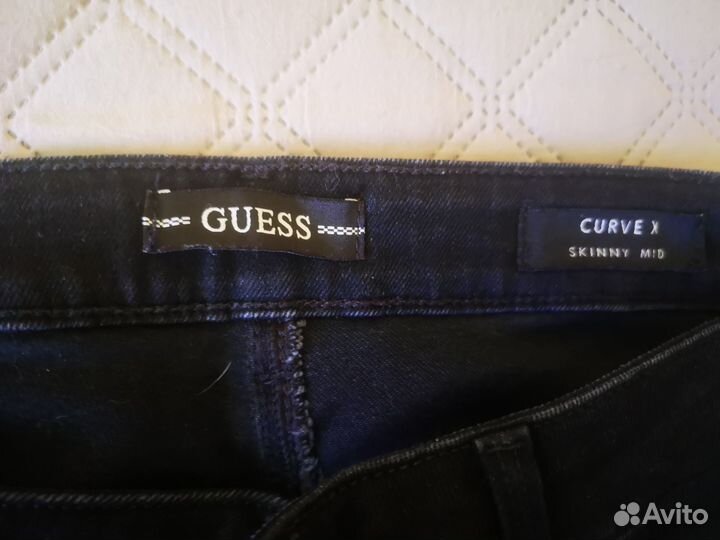 GUESS
CURVE X
SKINNY MID
Avito